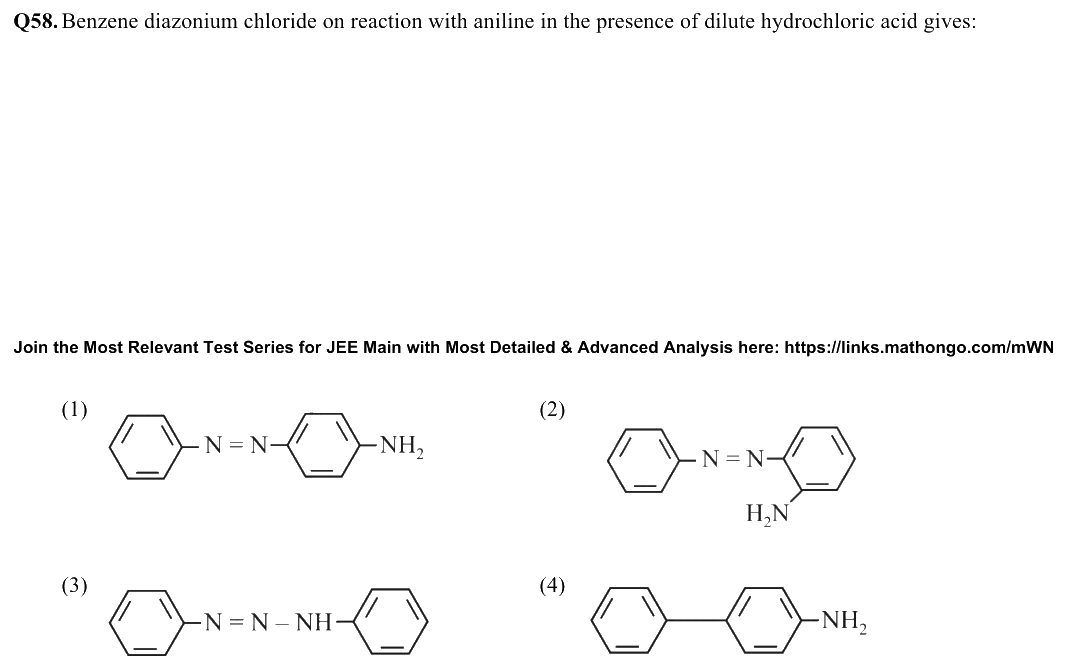 Q58. Benzene diazonium chloride on reaction with aniline in the presence of dilute hydrochloric acid gives:
Join the Most Relevant Test Series for JEE Main with Most Detailed & Advanced Analysis here: https://links.mathongo.com/mWN
(1) N = N NH₂
(2) N = N
H₂N
(3) N = N – NH
(4) NH₂